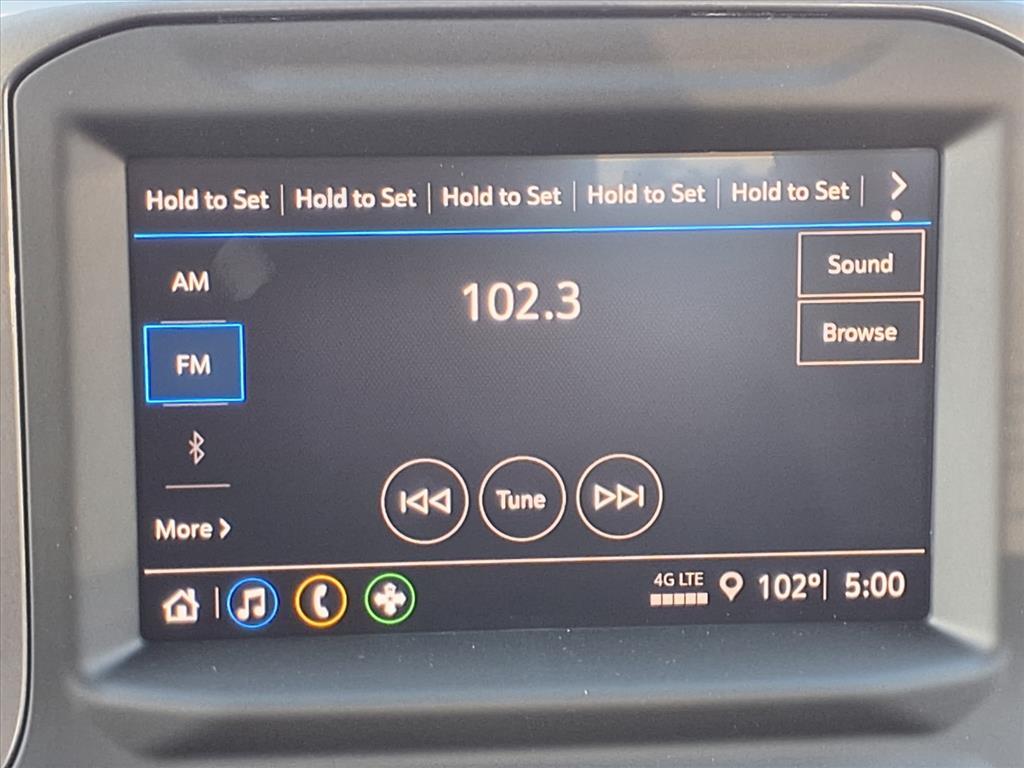 Hold to Set | Hold to Set | Hold to Set | Hold to Set | Hold to Set |
AM
102.3
Sound
FM
Browse
Tune
More
4G LTE
102° 5:00